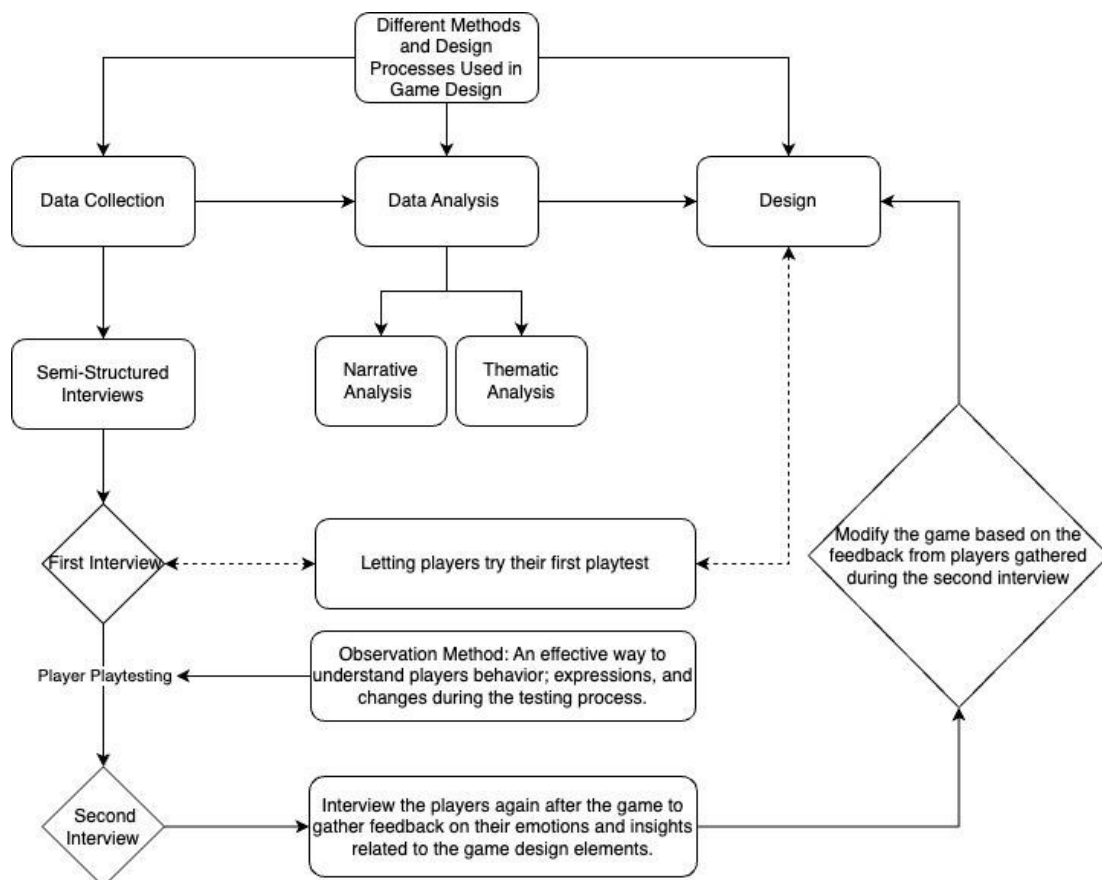 Different Methods
and Design
Processes Used in
Game Design
Data Collection
Data Analysis
Design
Semi-Structured
Interviews
Narrative
Analysis
Thematic
Analysis
First Interview
Letting players try their first playtest
Modify the game based on the
feedback from players gathered
during the second interview
Player Playtesting
Observation Method: An effective way to
understand players behavior; expressions, and
changes during the testing process.
Second
Interview
Interview the players again after the game to
gather feedback on their emotions and insights
related to the game design elements.